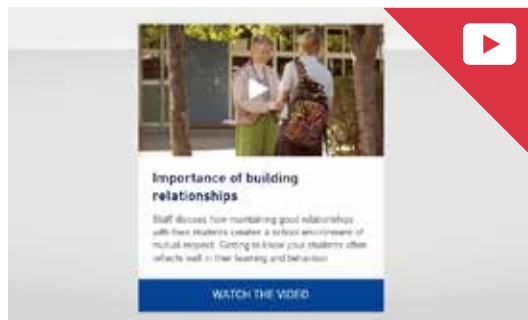 Importance of building
relationships
Staff discuss how maintaining good relationships
with their students creates a school environment of
mutual respect. Getting to know your students often
reflects well in their learning and behaviour.
WATCH THE VIDEO